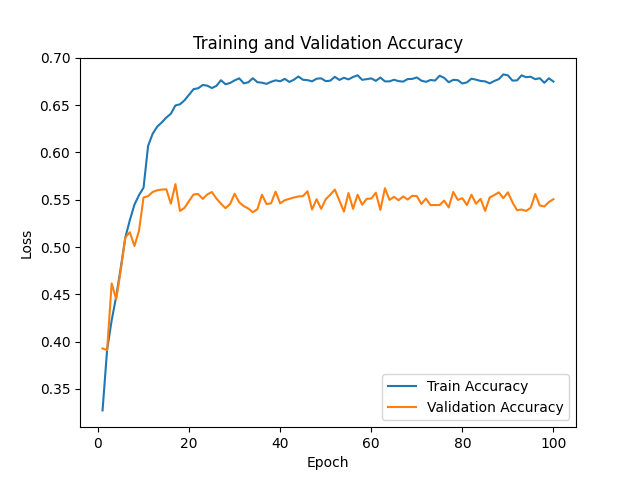 Training and Validation Accuracy
0.70
0.65
0.60
0.55
0.50
0.45
0.40
0.35
Loss
Train Accuracy
Validation Accuracy
0 20 40 60 80 100
Epoch